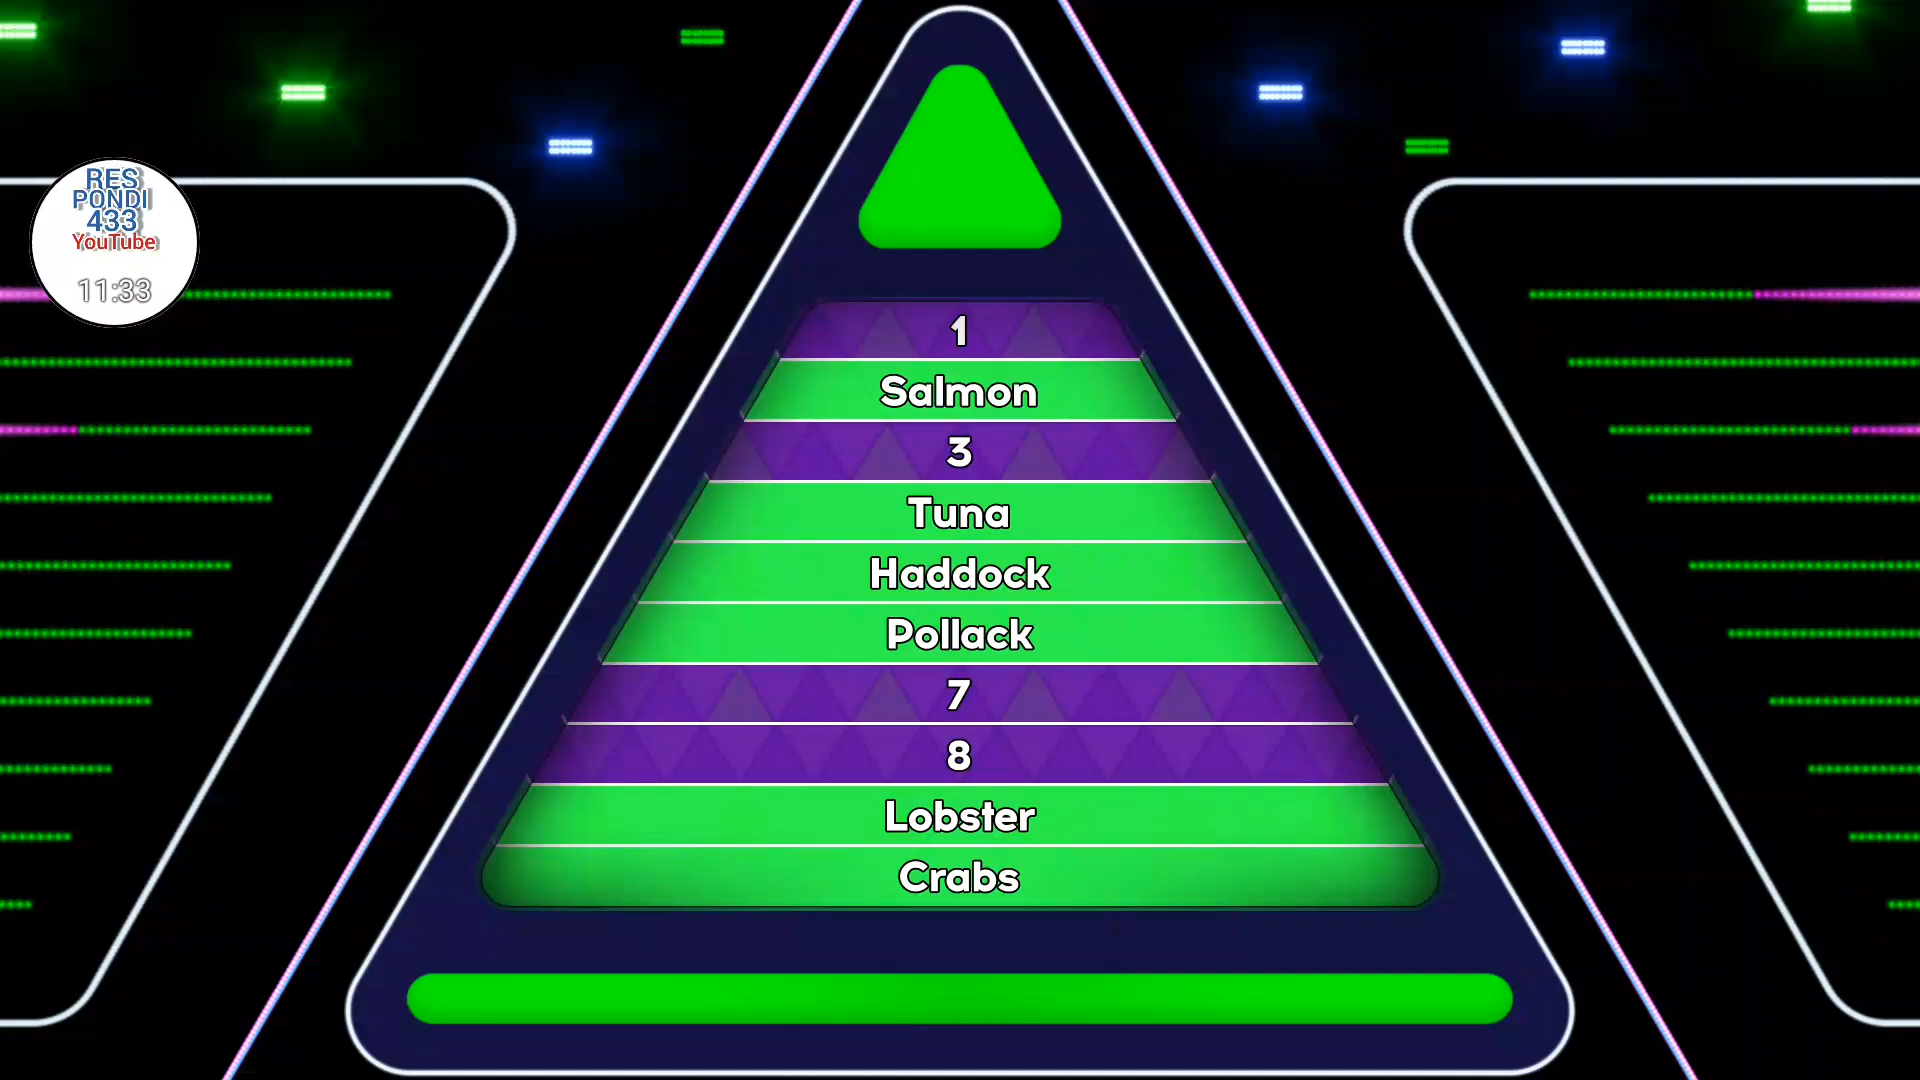 RES
PONDI
433
YouTube
11:33
1
Salmon
3
Tuna
Haddock
Pollack
7
8
Lobster
Crabs